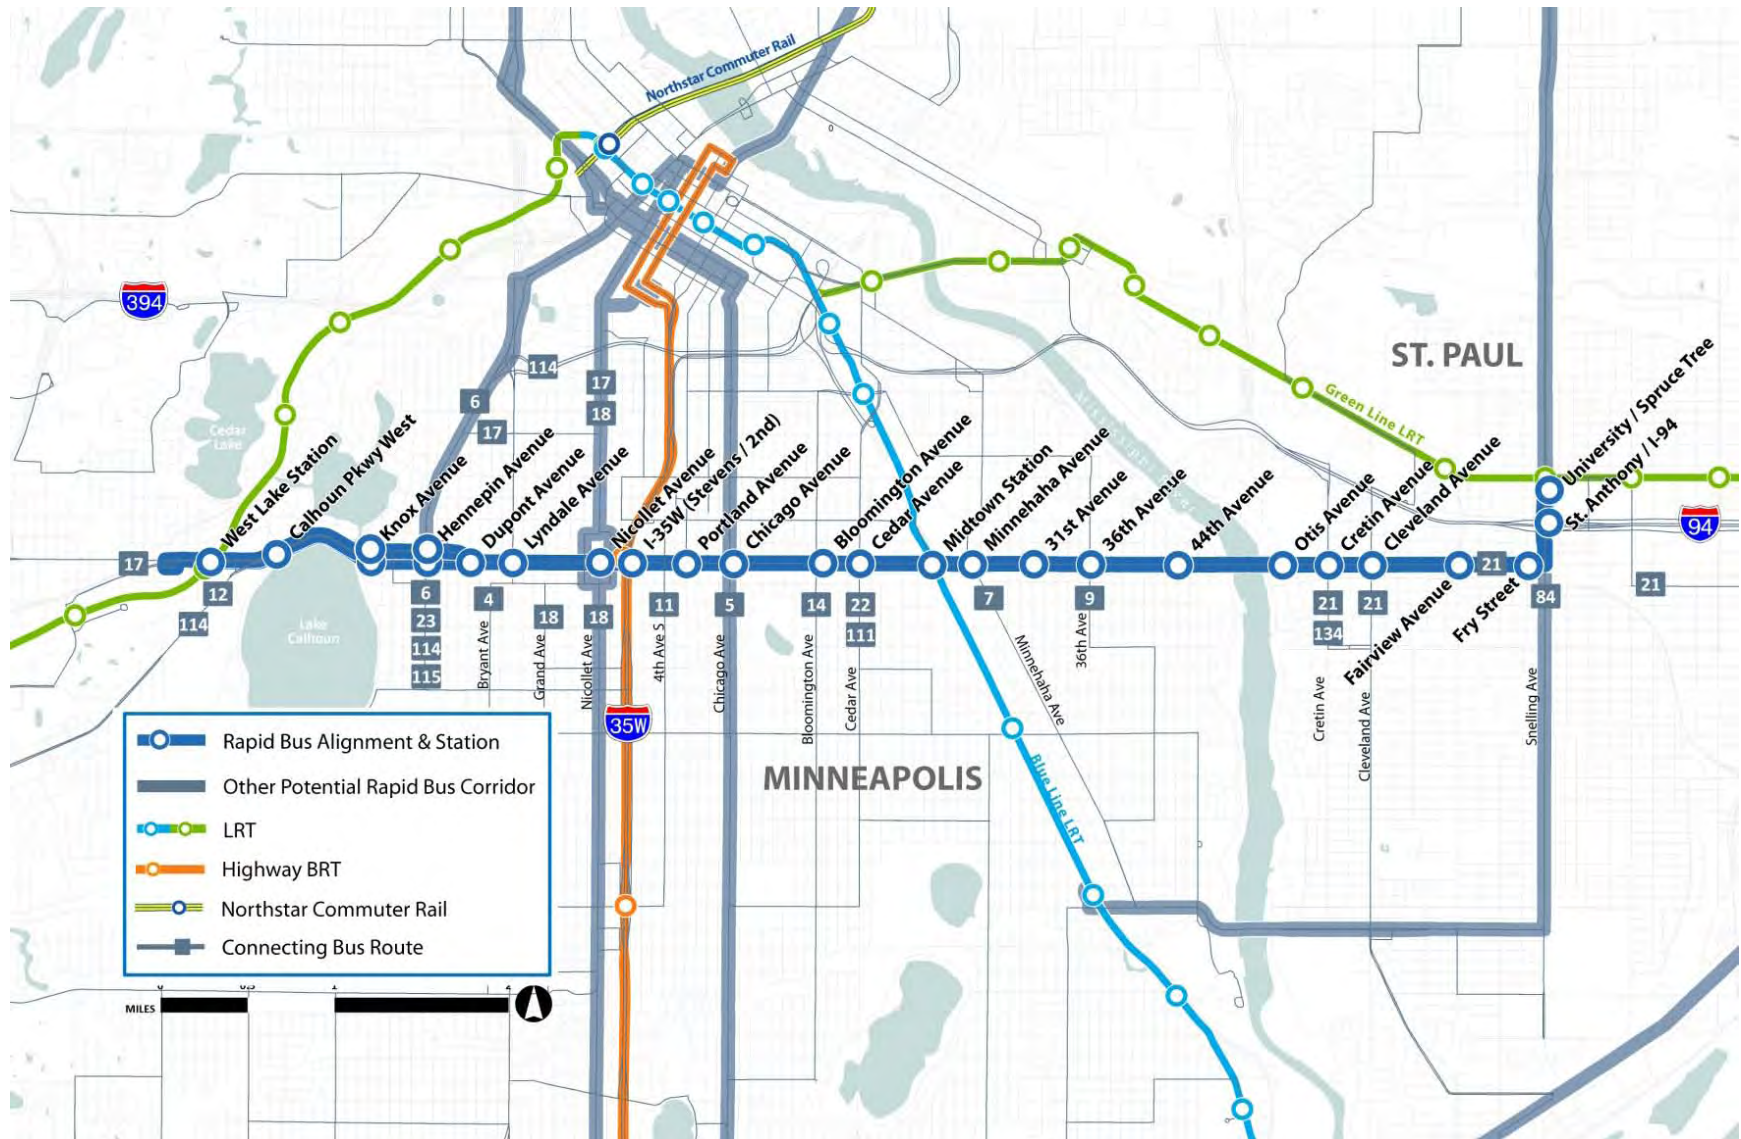 Northstar Commuter Rail
0
394
ST. PAUL
114
17
6
18
17
Green Line LRT
Mississippi River
Cedar
Lake
West Lake Station
Calhoun Pkwy West
Knox Avenue
Hennepin Avenue
Dupont Avenue
Lyndale Avenue
Nicollet Avenue
I-35W (Stevens / 2nd)
Portland Avenue
Chicago Avenue
Bloomington Avenue
Cedar Avenue
Midtown Station
Minnehaha Avenue
31st Avenue
36th Avenue
44th Avenue
Otis Avenue
Cretin Avenue
Cleveland Avenue
University / Spruce Tree
St. Anthony / I-94
94
17
21
Fairview Avenue
Fry Street
12
114
6
23
114
115
4
18
18
11
5
14
22
111
7
9
21
134
21
84
21
Lake
Calhoun
Bryant Ave
Grand Ave
Nicollet Ave
4th Ave S
Chicago Ave
Bloomington Ave
Cedar Ave
Minnehaha Ave
36th Ave
Cretin Ave
Cleveland Ave
Snelling Ave
35W
MINNEAPOLIS
Blue Line LRT
Rapid Bus Alignment & Station
Other Potential Rapid Bus Corridor
LRT
Highway BRT
Northstar Commuter Rail
Connecting Bus Route
MILES